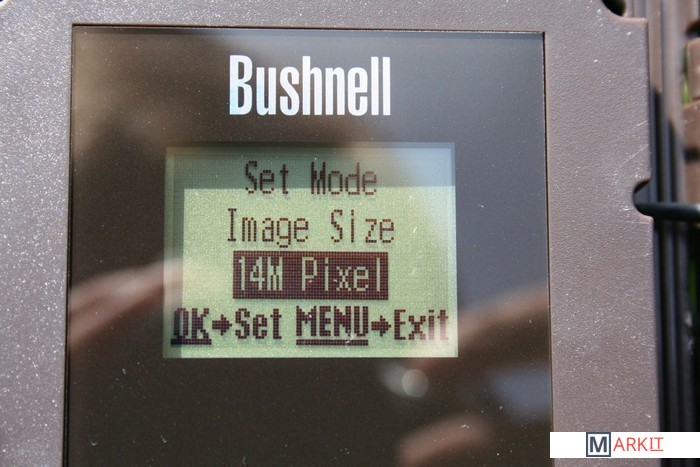 Bushnell
Set Mode
Image Size
14M Pixel
OK➔Set MENU➔Exit
MARKIT